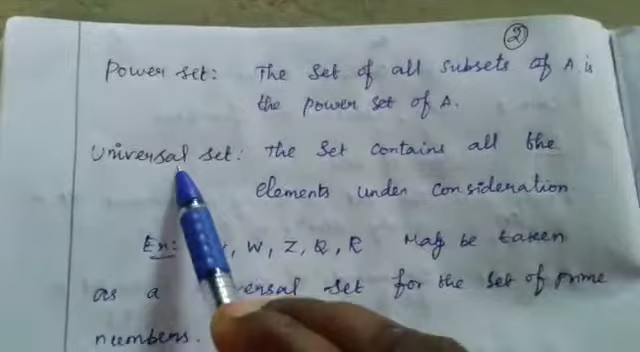 2
Power set: The set of all subsets of A is
the power set of A.
Universal set: The Set contains all the
elements under consideration
Ex: , W, Z, Q, R May be taken
as a ersal set for the set of prime
numbers.